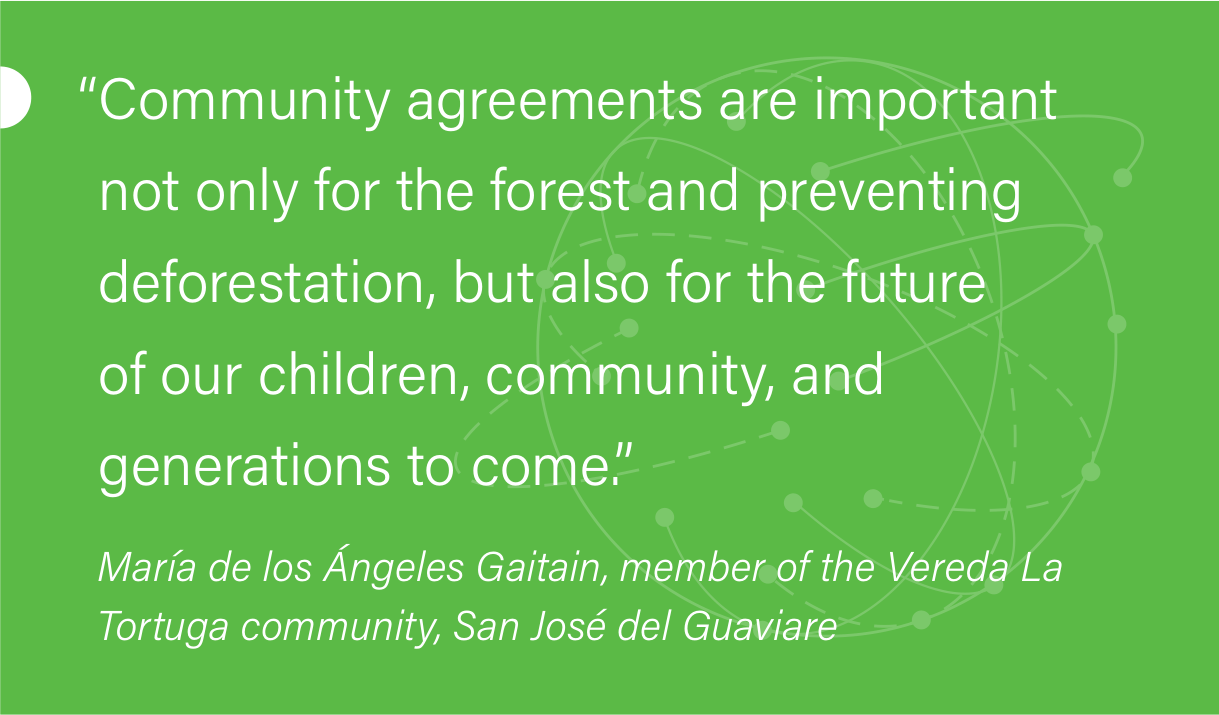 “Community agreements are important
not only for the forest and preventing
deforestation, but also for the future
of our children, community, and
generations to come.”
María de los Ángeles Gaitain, member of the Vereda La
Tortuga community, San José del Guaviare